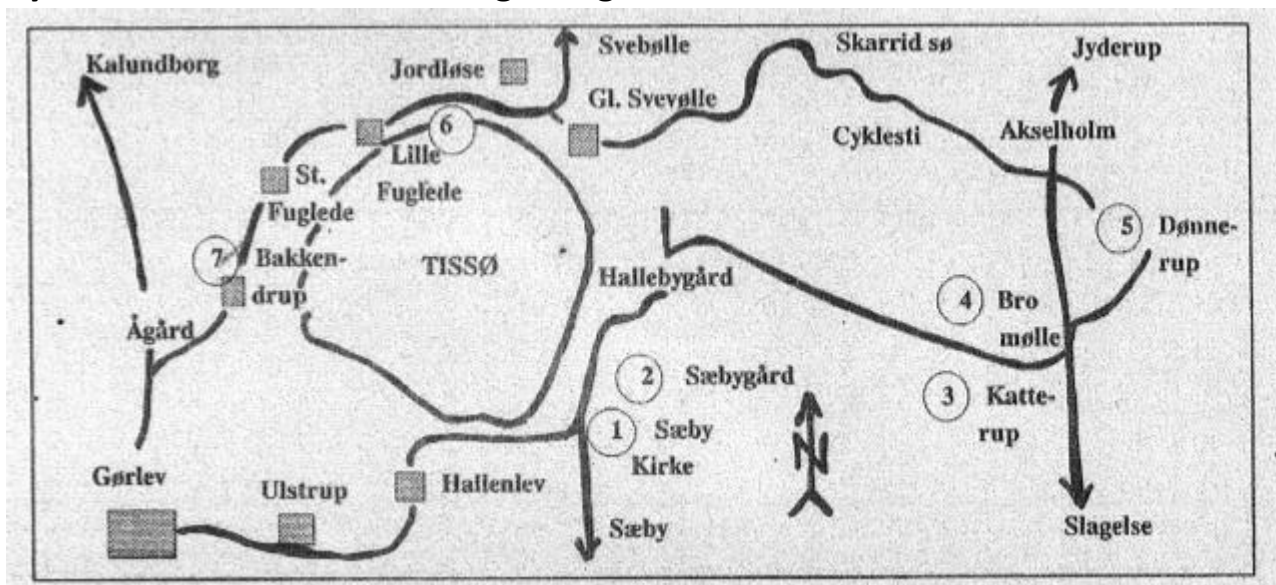 Kalundborg
Jordløse
Svebølle
Skarrid sø
Jyderup
Gl. Svevølle
6
Cyklesti
Akselholm
Lille
Fuglede
St.
Fuglede
5 Dønne-
rup
7 Bakken-
drup
TISSØ
Hallebygård
4 Bro
mølle
Ågård
2 Sæbygård
3 Katte-
rup
1 Sæby
Kirke
N
Gørlev
Ulstrup
Hallenlev
Sæby
Slagelse